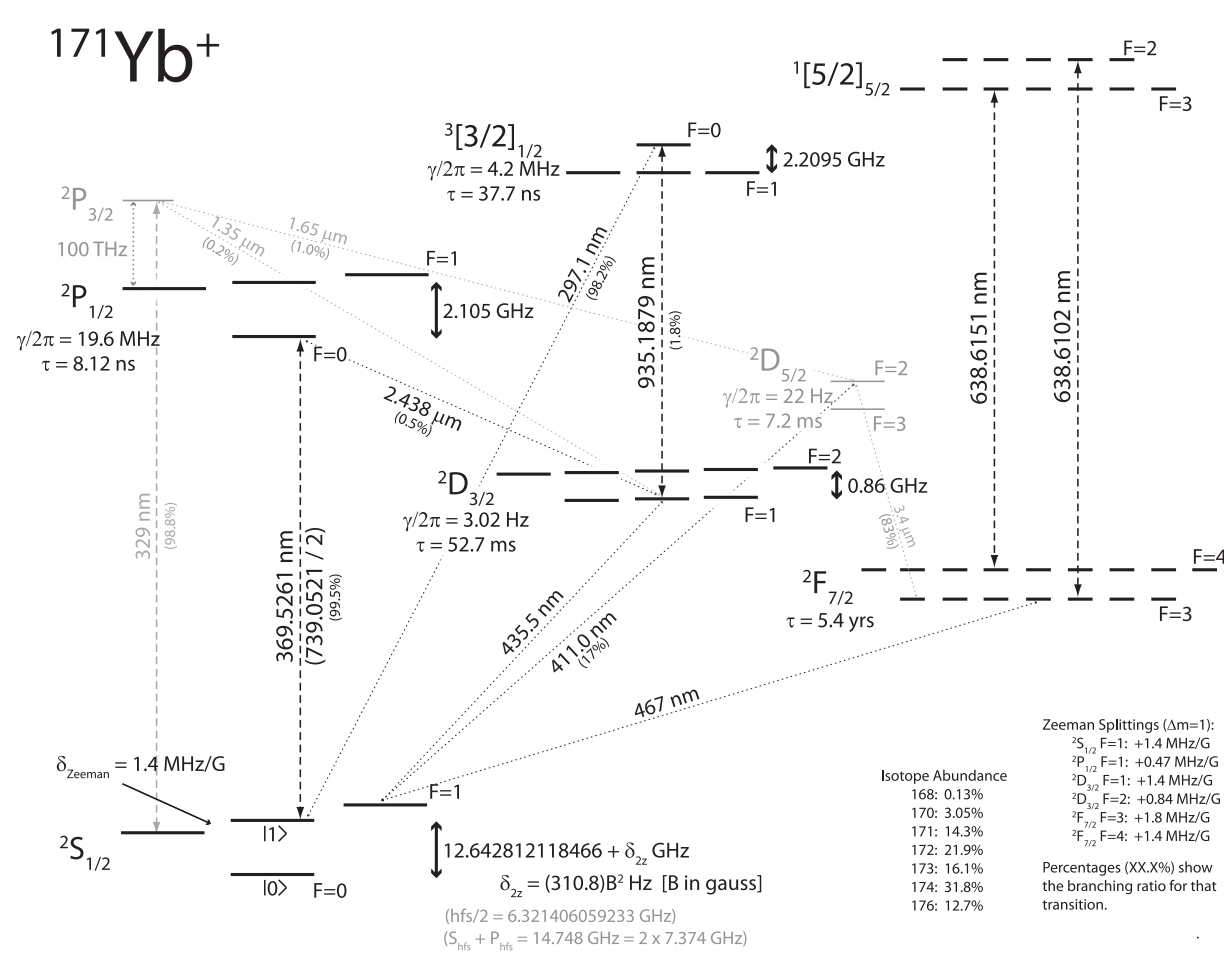 171Yb+
F=2
1[5/2]5/2
F=3
3[3/2]1/2
F=0
γ/2π = 4.2 MHz
τ = 37.7 ns
F=1
2.2095 GHz
2P3/2
100 THz
1.35 μm
(0.2%)
1.65 μm
(1.0%)
297.1 nm
(98.2%)
935.1879 nm
(1.8%)
638.6151 nm
638.6102 nm
F=1
2P1/2
2.105 GHz
γ/2π = 19.6 MHz
τ = 8.12 ns
F=0
2.438 μm
(0.5%)
2D5/2
F=2
γ/2π = 22 Hz
τ = 7.2 ms
F=3
2D3/2
F=2
0.86 GHz
F=1
γ/2π = 3.02 Hz
τ = 52.7 ms
329 nm
(98.8%)
369.5261 nm
(739.0521 / 2)
(99.5%)
3.4 μm
(83%)
F=4
2F7/2
F=3
τ = 5.4 yrs
435.5 nm
411.0 nm
(17%)
467 nm
δZeeman = 1.4 MHz/G
F=1
2S1/2
|1>
|0>
F=0
12.642812118466 + δ2z GHz
δ2z = (310.8)B2 Hz [B in gauss]
(hfs/2 = 6.321406059233 GHz)
(Shfs + Phfs = 14.748 GHz = 2 x 7.374 GHz)
Isotope Abundance
168: 0.13%
170: 3.05%
171: 14.3%
172: 21.9%
173: 16.1%
174: 31.8%
176: 12.7%
Zeeman Splittings (Δm=1):
2S1/2 F=1: +1.4 MHz/G
2P1/2 F=1: +0.47 MHz/G
2D3/2 F=1: +1.4 MHz/G
2D3/2 F=2: +0.84 MHz/G
2F7/2 F=3: +1.8 MHz/G
2F7/2 F=4: +1.4 MHz/G
Percentages (XX.X%) show
the branching ratio for that
transition.